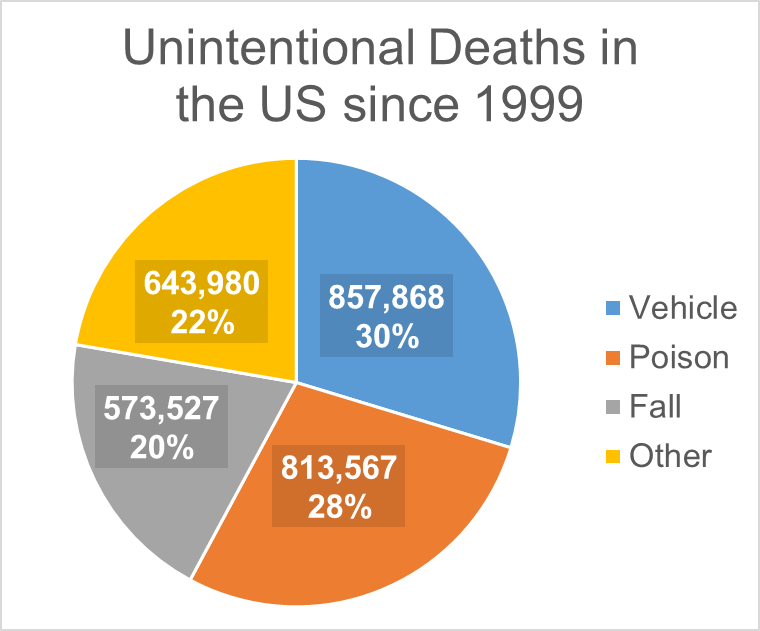 Unintentional Deaths in
the US since 1999
643,980
22%
857,868
30%
573,527
20%
813,567
28%
Vehicle
Poison
Fall
Other